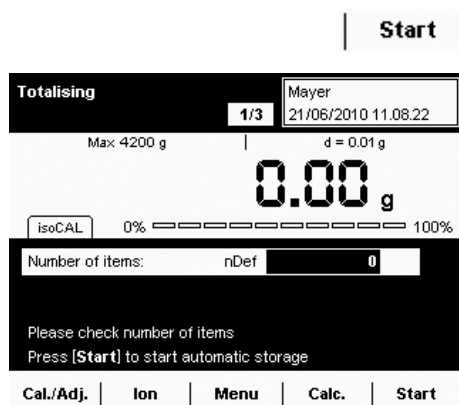 Start
Totalising
1/3
Mayer
21/06/2010 11.08.22
Max 4200 g
d = 0.01 g
0.00 g
isoCAL 0% 100%
Number of items: nDef 0
Please check number of items
Press [Start] to start automatic storage
Cal./Adj. Ion Menu Calc. Start